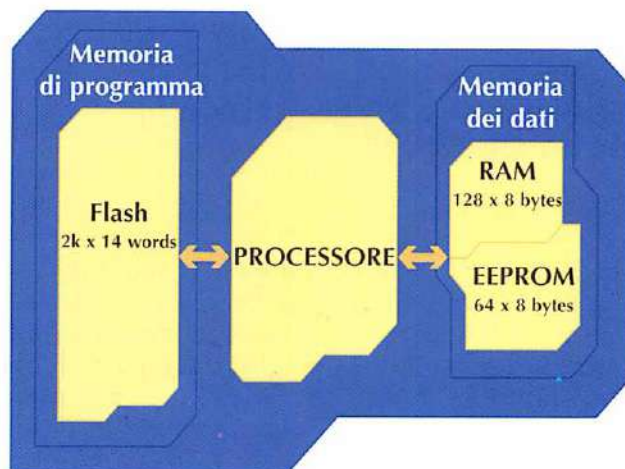 Memoria
di programma
Flash
2k x 14 words
PROCESSORE
Memoria
dei dati
RAM
128 x 8 bytes
EEPROM
64 x 8 bytes